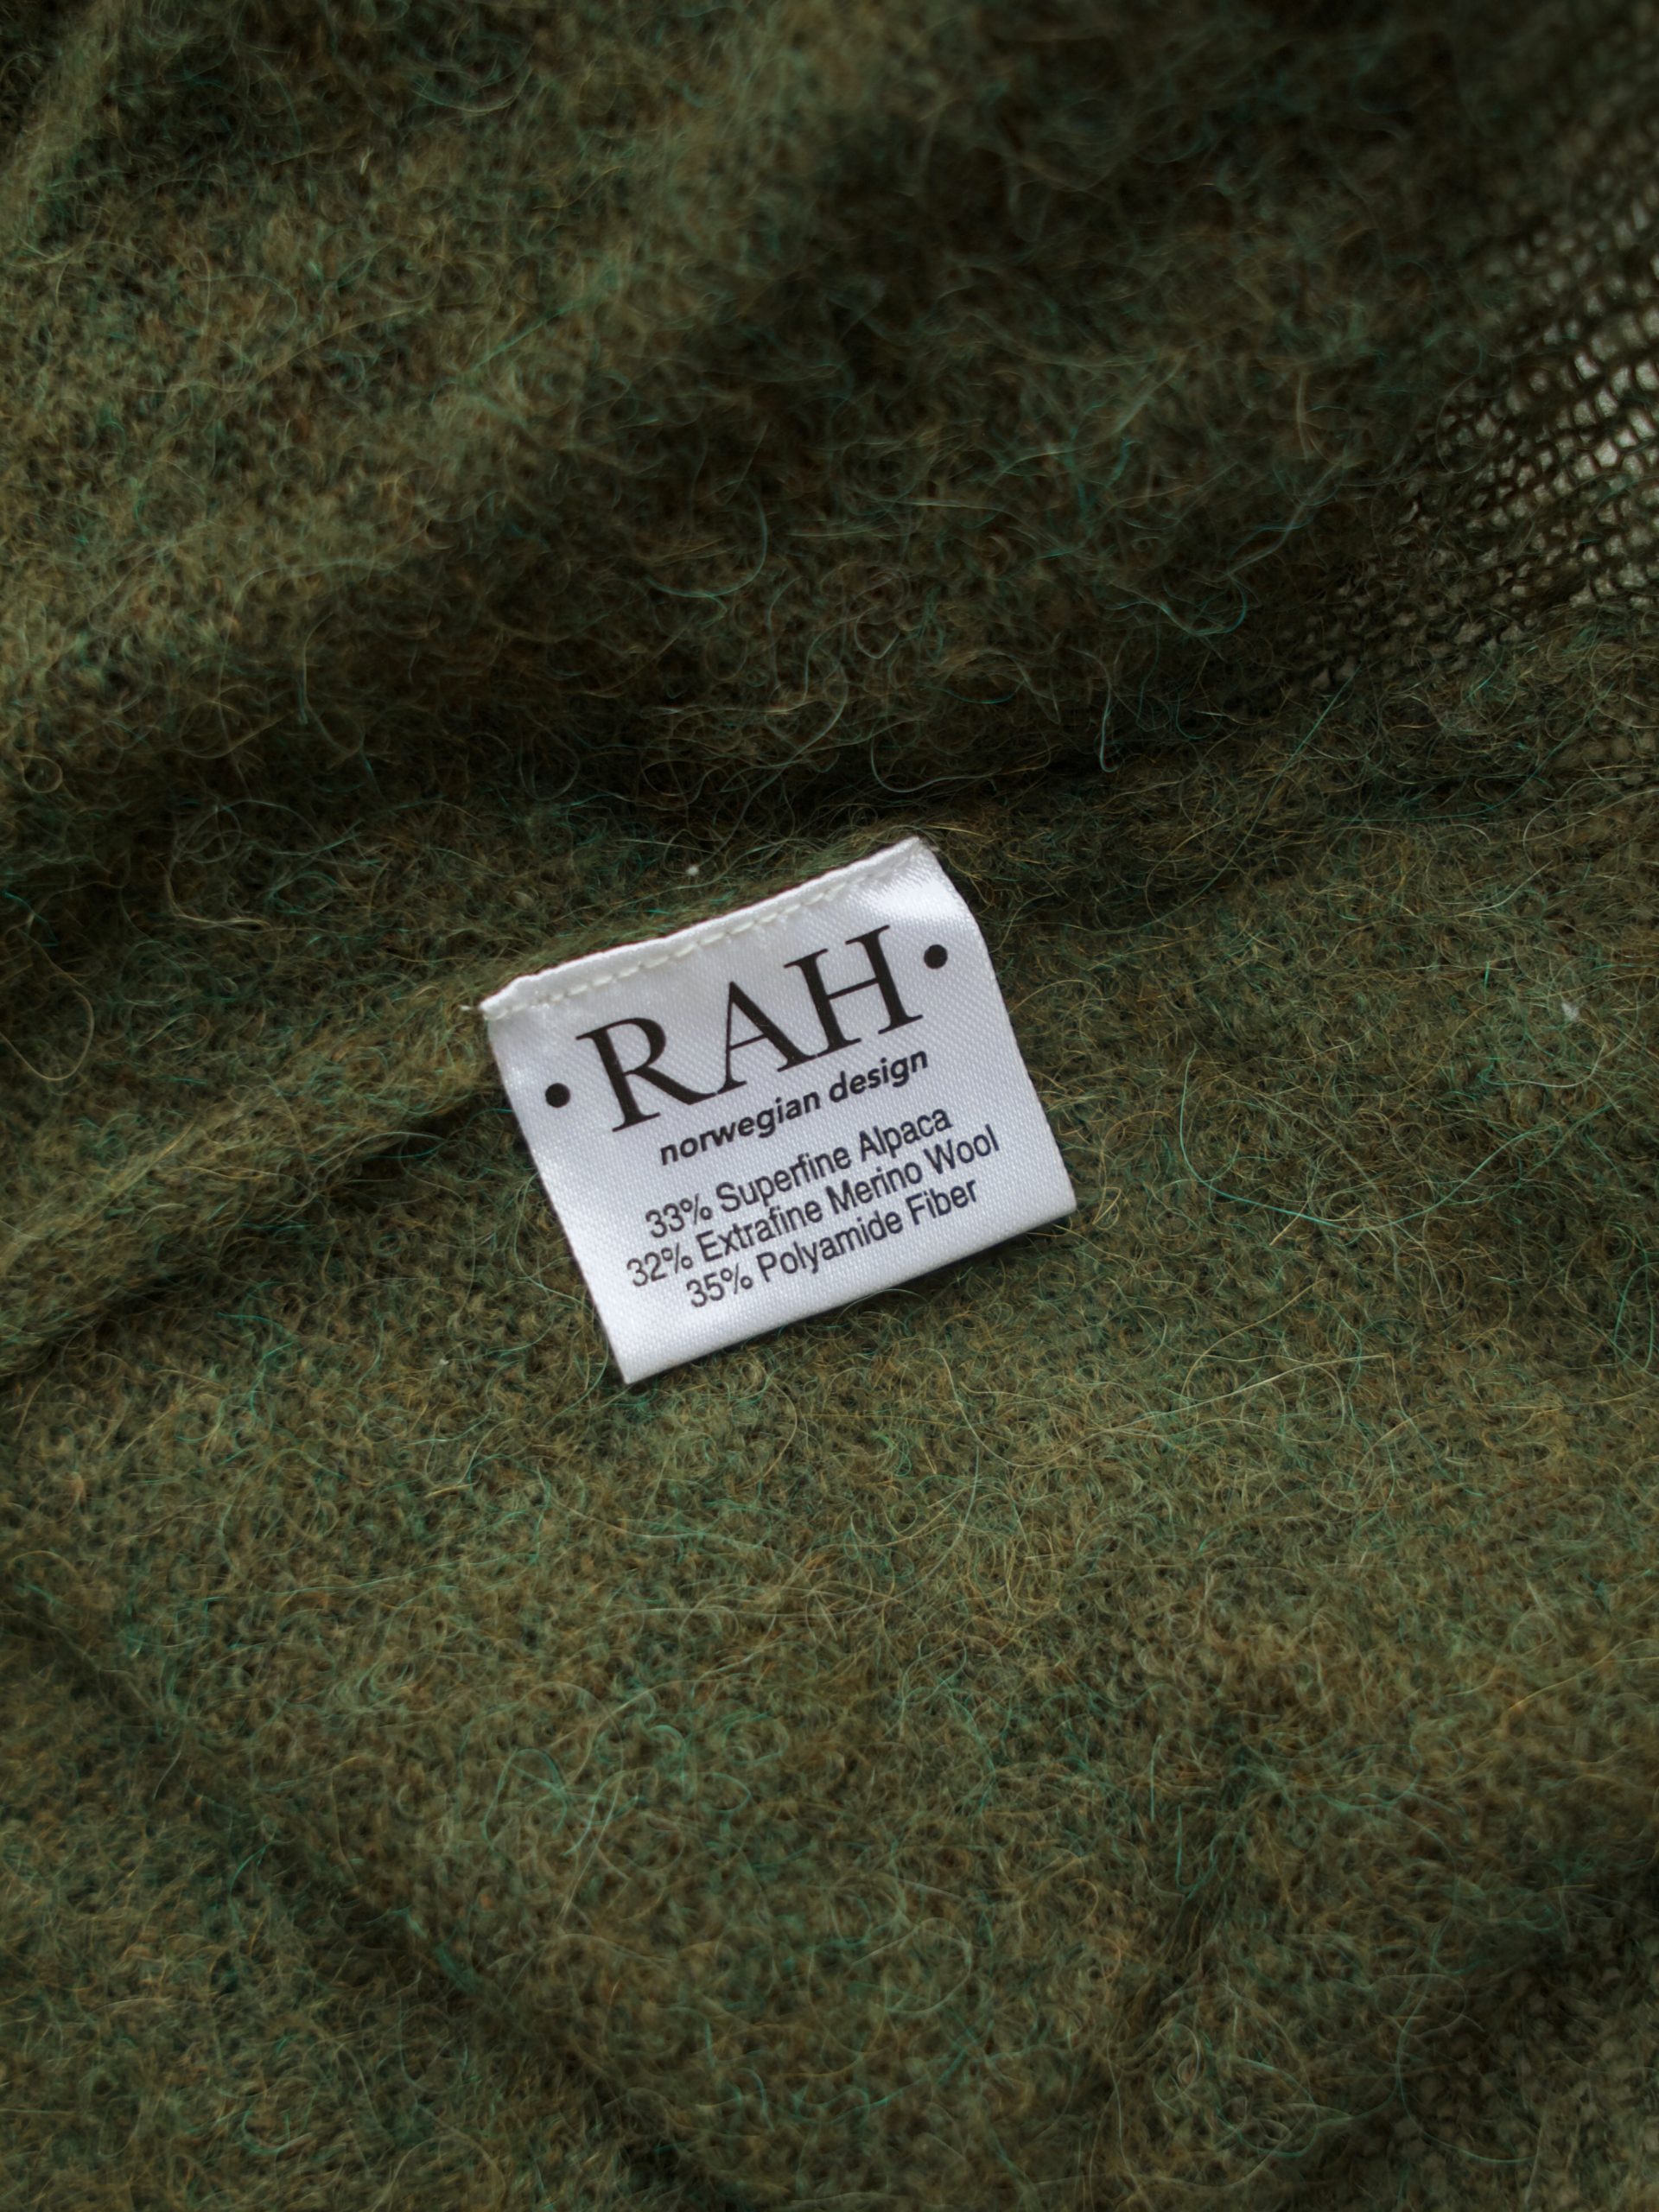 •RAH•
norwegian design
33% Superfine Alpaca
32% Extrafine Merino Wool
35% Polyamide Fiber